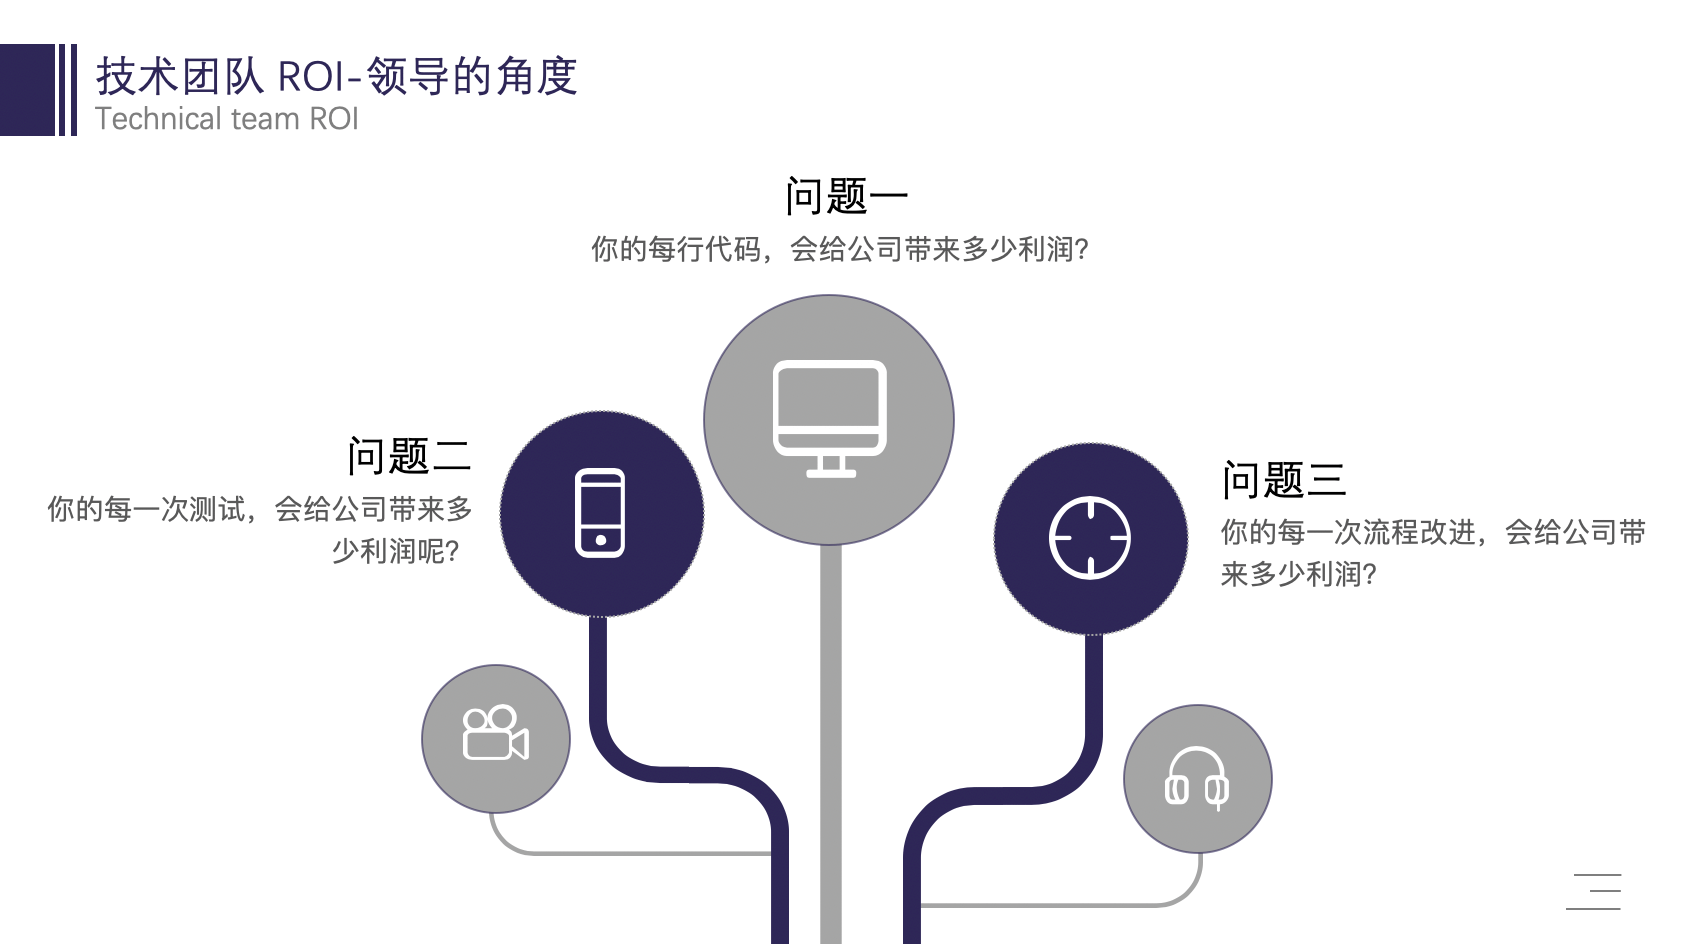 技术团队 ROI-领导的角度
Technical team ROI
问题一
你的每行代码，会给公司带来多少利润?
问题二
你的每一次测试，会给公司带来多
少利润呢?
问题三
你的每一次流程改进，会给公司带
来多少利润?